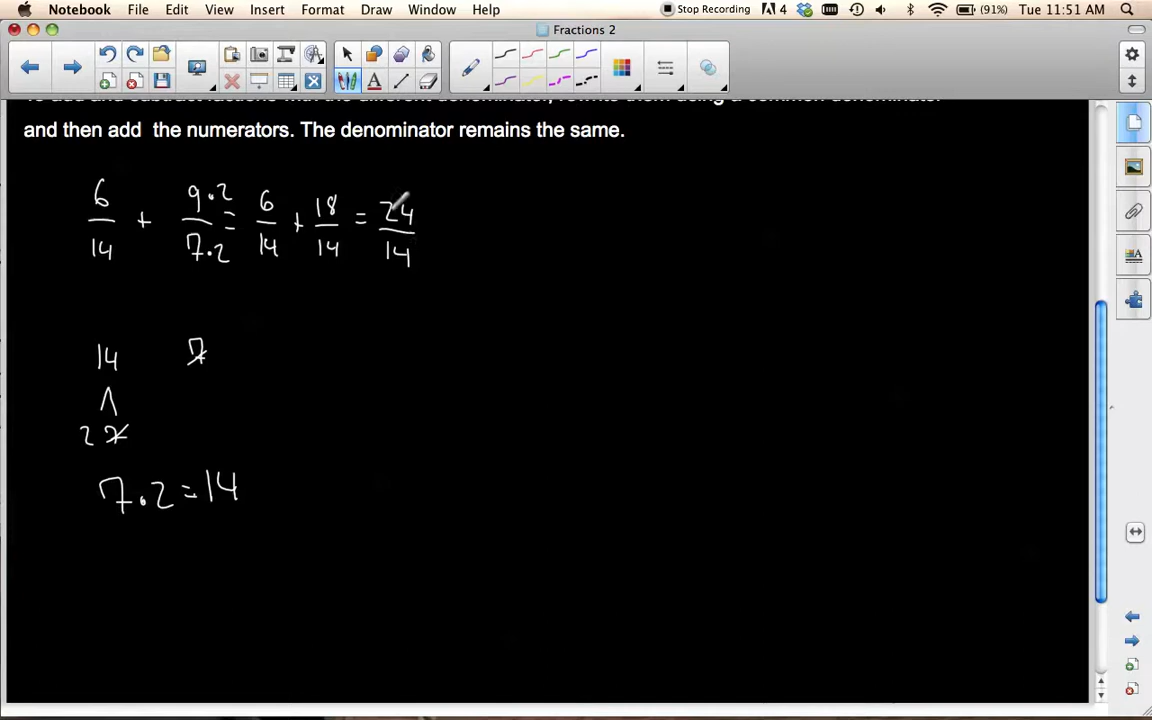 Notebook File Edit View Insert Format Draw Window Help Stop Recording 4 (91%) Tue 11:51 AM
Fractions 2
and then add the numerators. The denominator remains the same.
6/14 + 9·2/7·2 = 6/14 + 18/14 = 24/14
14 7
2 7
7·2=14